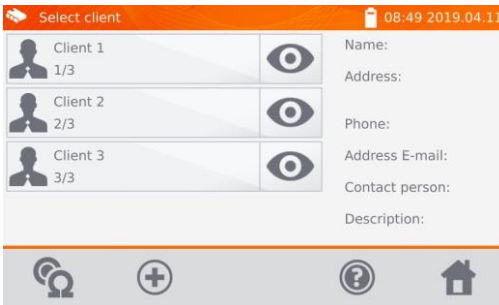 Select client
08:49 2019.04.11
Client 1
1/3
Client 2
2/3
Client 3
3/3
Name:
Address:
Phone:
Address E-mail:
Contact person:
Description: